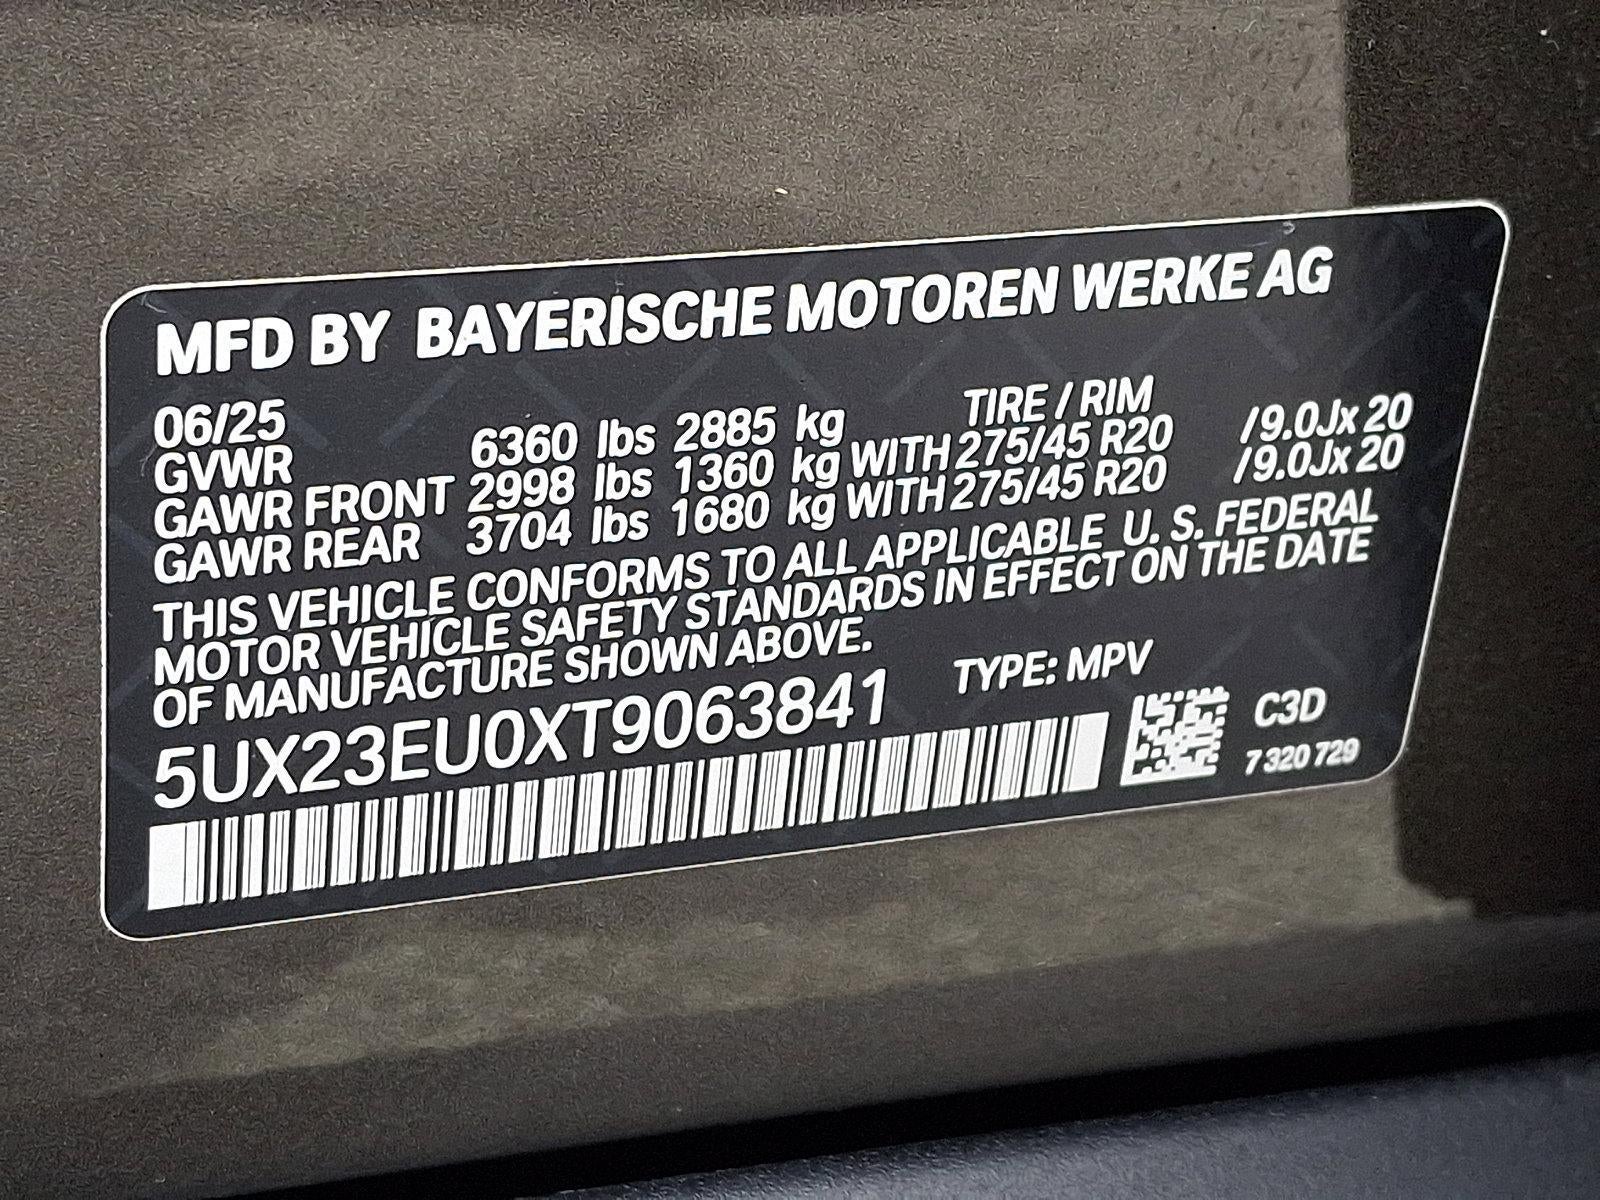 MFD BY BAYERISCHE MOTOREN WERKE AG
06/25 TIRE / RIM
GVWR 6360 lbs 2885 kg
GAWR FRONT 2998 lbs 1360 kg WITH 275/45 R20 /9.0Jx 20
GAWR REAR 3704 lbs 1680 kg WITH 275/45 R20 /9.0Jx 20
THIS VEHICLE CONFORMS TO ALL APPLICABLE U. S. FEDERAL
MOTOR VEHICLE SAFETY STANDARDS IN EFFECT ON THE DATE
OF MANUFACTURE SHOWN ABOVE.
5UX23EU0XT9063841 TYPE: MPV
C3D
7 320 729